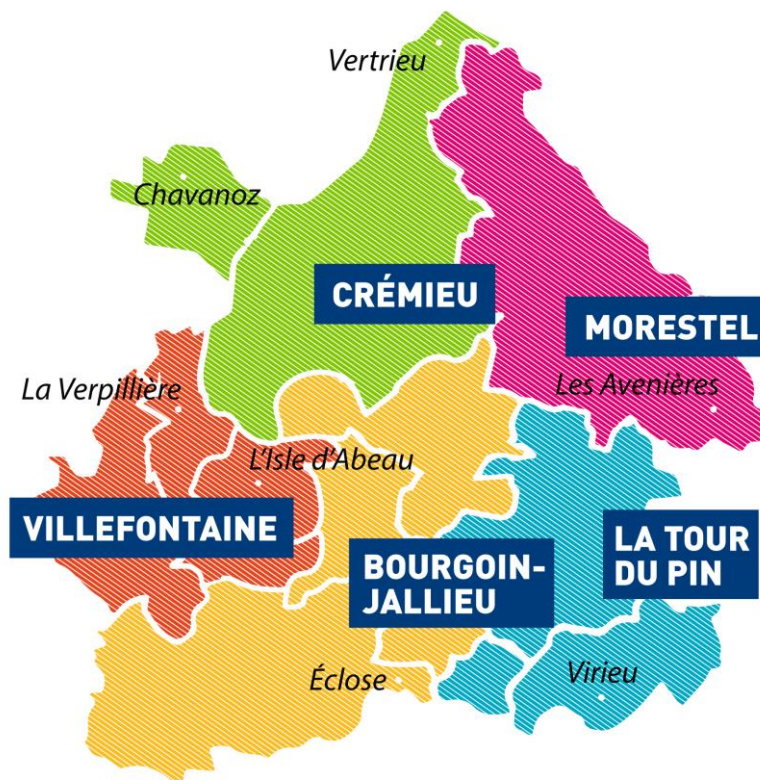 Vertrieu
Chavanoz
CRÉMIEU
MORESTEL
La Verpillière
Les Avenières
L'Isle d'Abeau
VILLEFONTAINE
BOURGOIN-
JALLIEU
LA TOUR
DU PIN
Éclose
Virieu